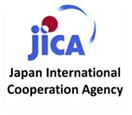 jICA
Japan International
Cooperation Agency